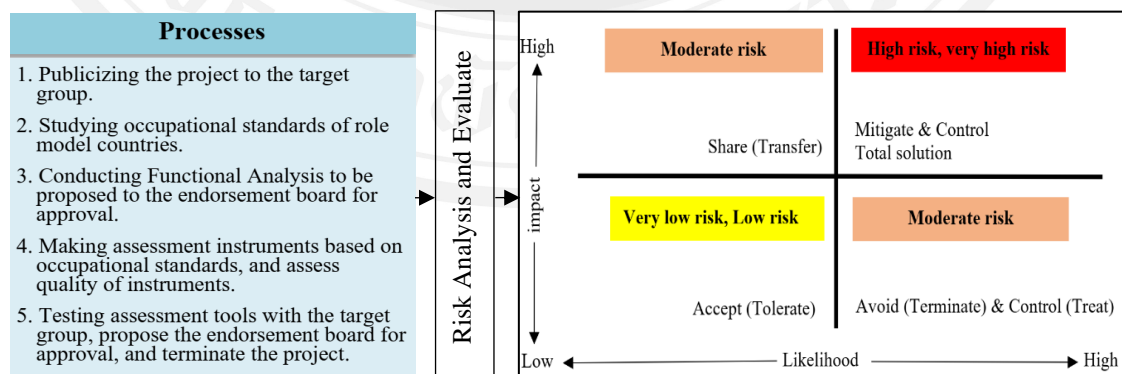 Processes
1. Publicizing the project to the target
group.
2. Studying occupational standards of role
model countries.
3. Conducting Functional Analysis to be
proposed to the endorsement board for
approval.
4. Making assessment instruments based on
occupational standards, and assess
quality of instruments.
5. Testing assessment tools with the target
group, propose the endorsement board for
approval, and terminate the project.
Risk Analysis and Evaluate
High
impact
Low
Moderate risk
Share (Transfer)
High risk, very high risk
Mitigate & Control
Total solution
Very low risk, Low risk
Accept (Tolerate)
Moderate risk
Avoid (Terminate) & Control (Treat)
Likelihood
High